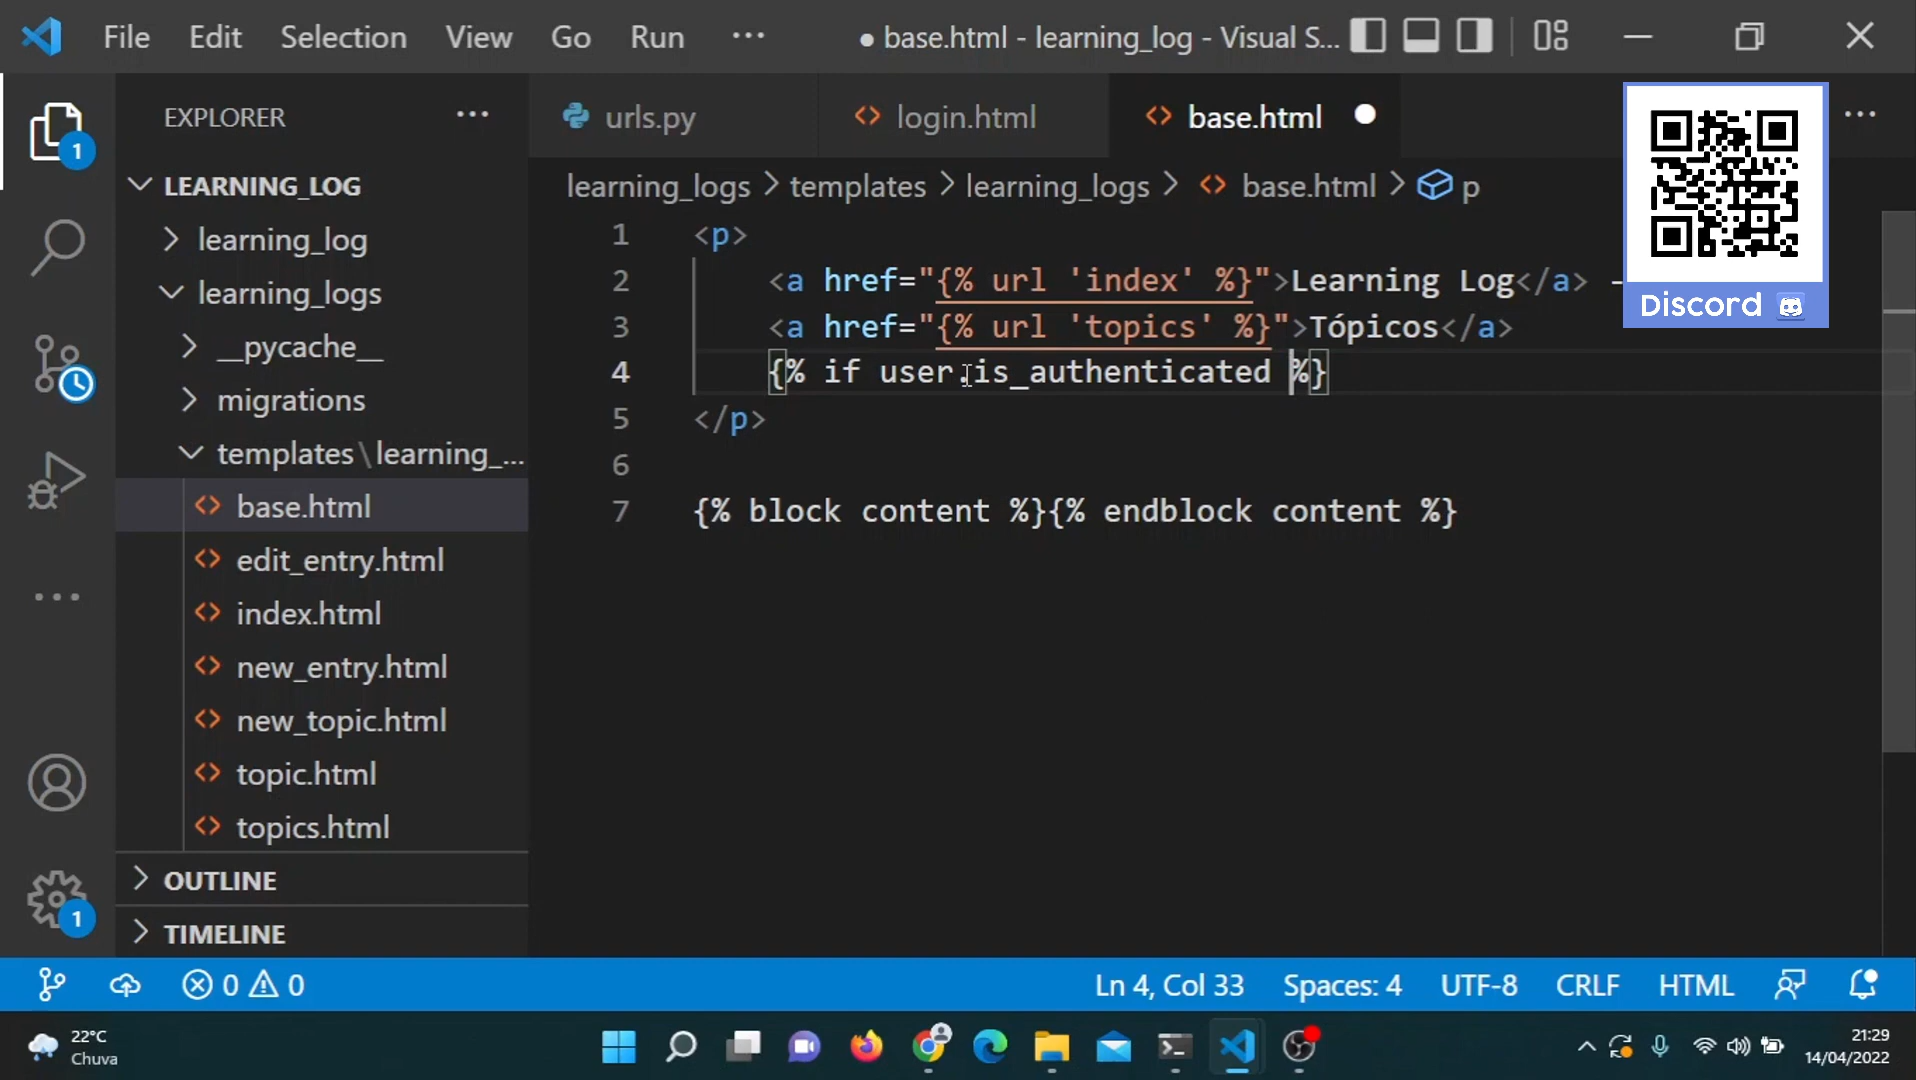 File Edit Selection View Go Run ···
● base.html - learning_log - Visual S...
EXPLORER ···
LEARNING_LOG
learning_log
learning_logs
__pycache__
migrations
templates\learning_...
base.html
edit_entry.html
index.html
new_entry.html
new_topic.html
topic.html
topics.html
OUTLINE
TIMELINE
1
1
urls.py login.html base.html ●
learning_logs > templates > learning_logs > base.html > p
1 <p>
2 <a href="{% url 'index' %}">Learning Log</a> -
3 <a href="{% url 'topics' %}">Tópicos</a>
4 {% if user.is_authenticated %}
5 </p>
6
7 {% block content %}{% endblock content %}
Discord
0 0
Ln 4, Col 33 Spaces: 4 UTF-8 CRLF HTML
22°C
Chuva
21:29
14/04/2022